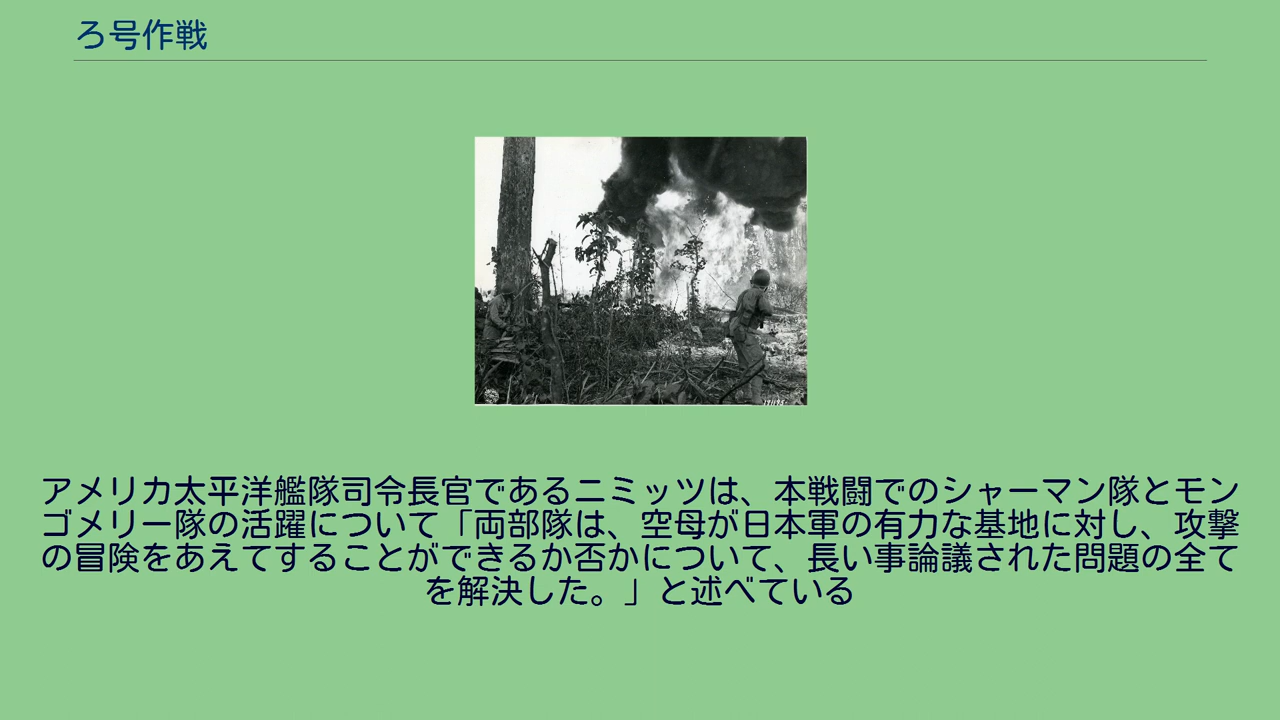 ろ号作戦
アメリカ太平洋艦隊司令長官であるニミッツは、本戦闘でのシャーマン隊とモン
ゴメリー隊の活躍について「両部隊は、空母が日本軍の有力な基地に対し、攻撃
の冒険をあえてすることができるか否かについて、長い事論議された問題の全て
を解決した。」と述べている